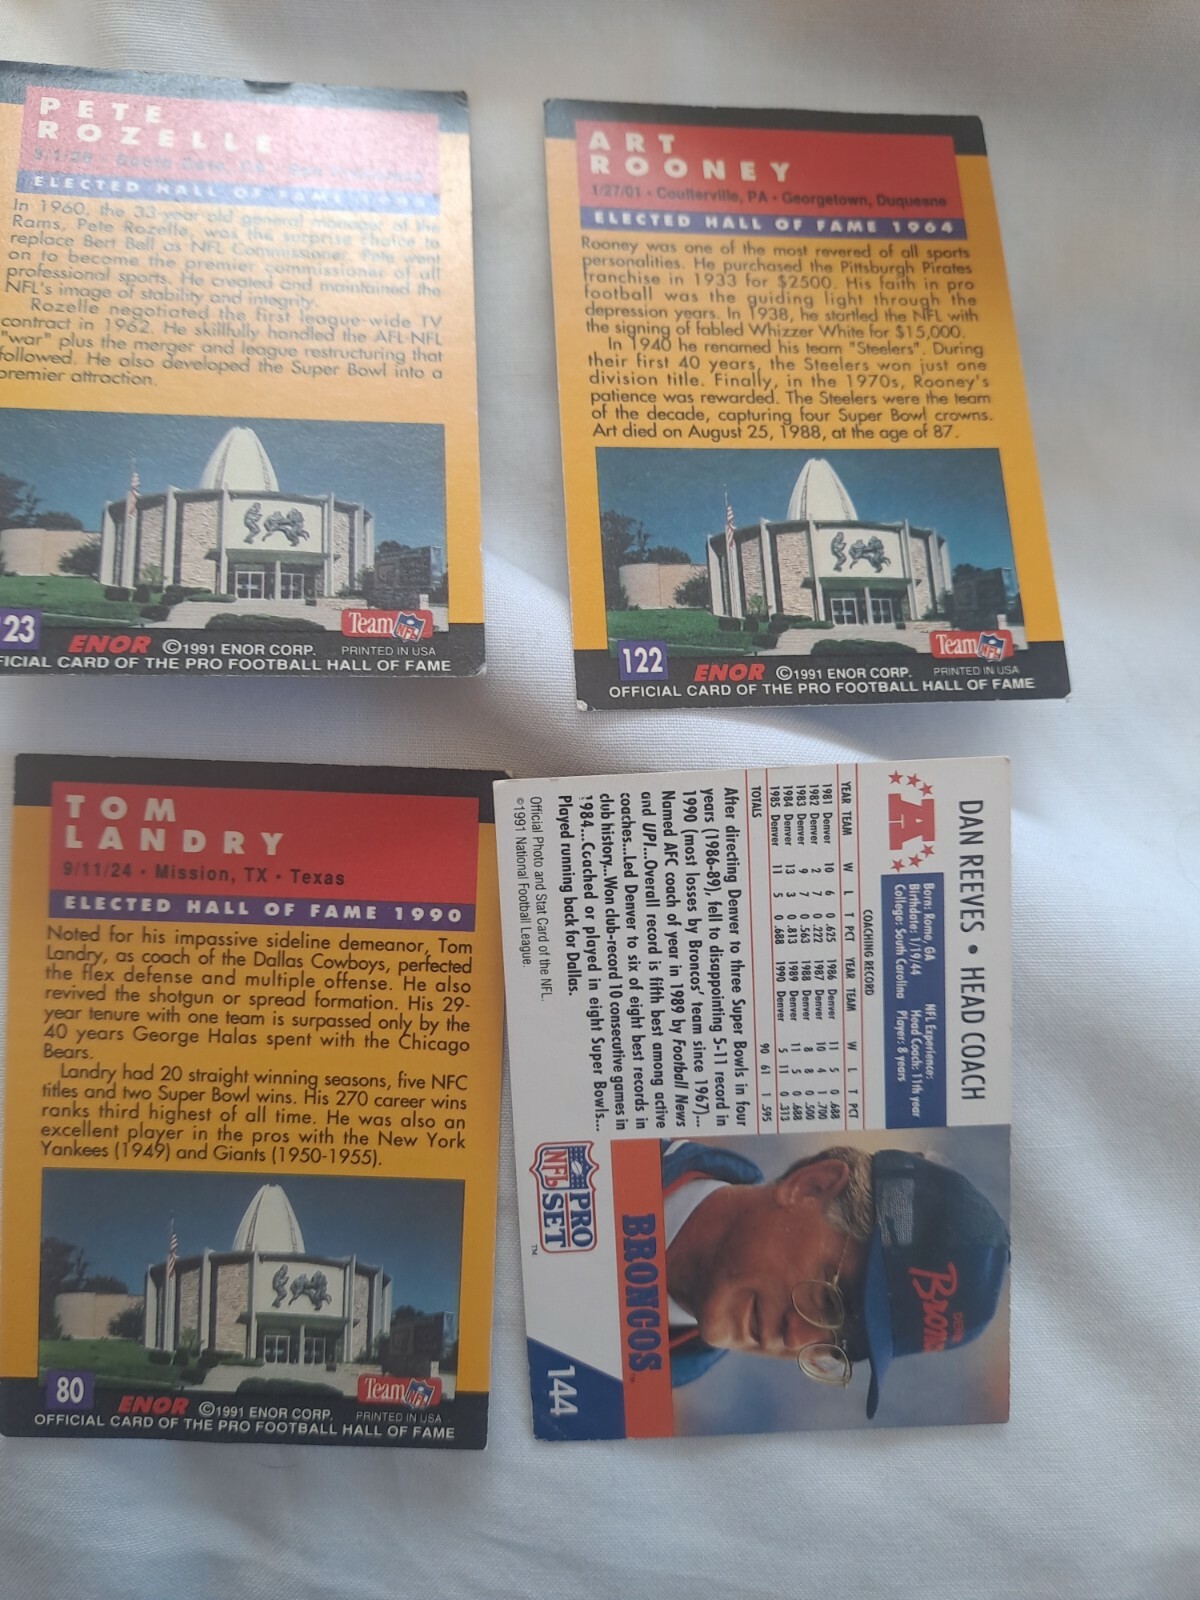 PETE
ROZELLE
ELECTED HALL OF FAME
In 1960, the 33-year old general manager of the
Rams, Pete Rozelle, was the surprise choice to
replace Bert Bell as NFL Commissioner. Pete went
on to become the premier commissioner of all
professional sports. He created and maintained the
NFL's image of stability and integrity.
Rozelle negotiated the first league-wide TV
contract in 1962. He skillfully handled the AFL-NFL
"war" plus the merger and league restructuring that
followed. He also developed the Super Bowl into a
premier attraction.
23
ENOR ©1991 ENOR CORP. PRINTED IN USA
Team NFL
FICIAL CARD OF THE PRO FOOTBALL HALL OF FAME
ART
ROONEY
1/27/01 • Coulterville, PA • Georgetown, Duquesne
ELECTED HALL OF FAME 1964
Rooney was one of the most revered of all sports
personalities. He purchased the Pittsburgh Pirates
franchise in 1933 for $2500. His faith in pro
football was the guiding light through the
depression years. In 1938, he startled the NFL with
the signing of fabled Whizzer White for $15,000.
In 1940 he renamed his team "Steelers". During
their first 40 years, the Steelers won just one
division title. Finally, in the 1970s, Rooney's
patience was rewarded. The Steelers were the team
of the decade, capturing four Super Bowl crowns.
Art died on August 25, 1988, at the age of 87.
122
ENOR ©1991 ENOR CORP. PRINTED IN USA
Team NFL
OFFICIAL CARD OF THE PRO FOOTBALL HALL OF FAME
TOM
LANDRY
9/11/24 • Mission, TX • Texas
ELECTED HALL OF FAME 1990
Noted for his impassive sideline demeanor, Tom
Landry, as coach of the Dallas Cowboys, perfected
the flex defense and multiple offense. He also
revived the shotgun or spread formation. His 29-
year tenure with one team is surpassed only by the
40 years George Halas spent with the Chicago
Bears.
Landry had 20 straight winning seasons, five NFC
titles and two Super Bowl wins. His 270 career wins
ranks third highest of all time. He was also an
excellent player in the pros with the New York
Yankees (1949) and Giants (1950-1955).
80
ENOR ©1991 ENOR CORP. PRINTED IN USA
Team NFL
OFFICIAL CARD OF THE PRO FOOTBALL HALL OF FAME
DAN REEVES • HEAD COACH
A
Born: Rome, GA
Birthdate: 1/19/44
College: South Carolina
NFL Experience:
Head Coach: 11th year
Player: 8 years
COACHING RECORD
YEAR TEAM W L T PCT YEAR TEAM W L T PCT
1981 Denver 10 6 0 .625 1986 Denver 11 5 0 .688
1982 Denver 2 7 0 .222 1987 Denver 10 4 1 .700
1983 Denver 9 7 0 .563 1988 Denver 8 8 0 .500
1984 Denver 13 3 0 .813 1989 Denver 11 5 0 .688
1985 Denver 11 5 0 .688 1990 Denver 5 11 0 .313
TOTALS 90 61 1 .595
After directing Denver to three Super Bowls in four
years (1986-89), fell to disappointing 5-11 record in
1990 (most losses by Broncos' team since 1967)...
Named AFC coach of year in 1989 by Football News
and UPI...Overall record is fifth best among active
coaches...Led Denver to six of eight best records in
club history...Won club-record 10 consecutive games in
1984...Coached or played in eight Super Bowls...
Played running back for Dallas.
Official Photo and Stat Card of the NFL.
©1991 National Football League.
Broncos
BRONCOS™
NFL PRO SET™
144